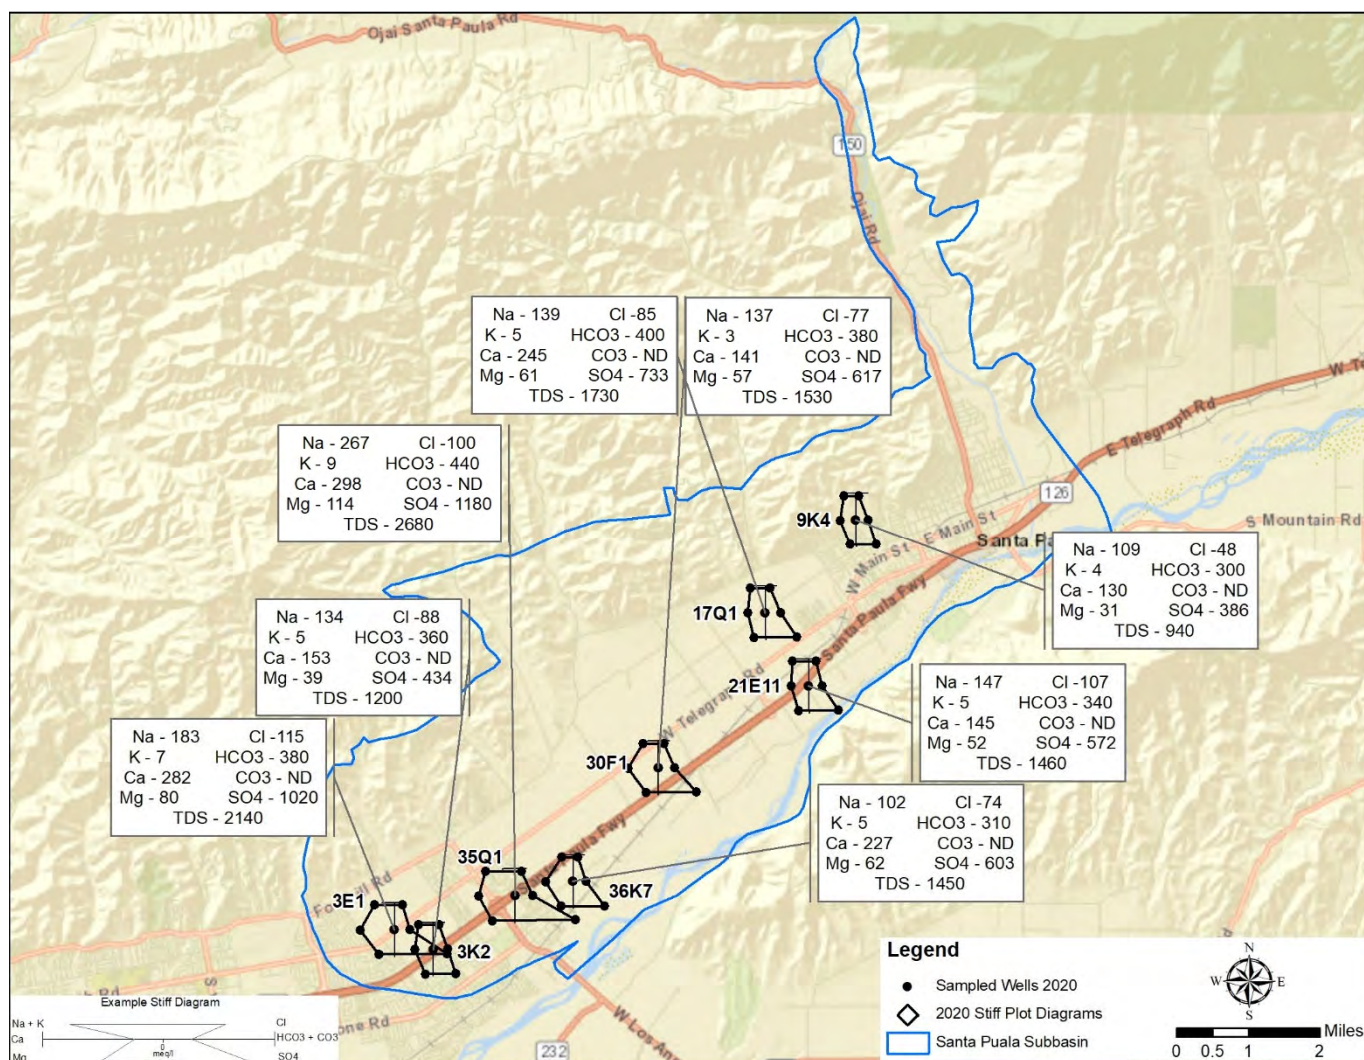 Ojai Santa Paula Rd
150
Ojai Rd
Na - 139 Cl -85
K - 5 HCO3 - 400
Ca - 245 CO3 - ND
Mg - 61 SO4 - 733
TDS - 1730
Na - 137 Cl -77
K - 3 HCO3 - 380
Ca - 141 CO3 - ND
Mg - 57 SO4 - 617
TDS - 1530
W Te
E Telegraph Rd
Na - 267 Cl -100
K - 9 HCO3 - 440
Ca - 298 CO3 - ND
Mg - 114 SO4 - 1180
TDS - 2680
126
9K4
E Main St
S Mountain Rd
Santa Pa
W Main St
Na - 109 Cl -48
K - 4 HCO3 - 300
Ca - 130 CO3 - ND
Mg - 31 SO4 - 386
TDS - 940
17Q1
Santa Paula Fwy
Na - 134 Cl -88
K - 5 HCO3 - 360
Ca - 153 CO3 - ND
Mg - 39 SO4 - 434
TDS - 1200
21E11
W Telegraph Rd
Na - 147 Cl -107
K - 5 HCO3 - 340
Ca - 145 CO3 - ND
Mg - 52 SO4 - 572
TDS - 1460
Na - 183 Cl -115
K - 7 HCO3 - 380
Ca - 282 CO3 - ND
Mg - 80 SO4 - 1020
TDS - 2140
30F1
Na - 102 Cl -74
K - 5 HCO3 - 310
Ca - 227 CO3 - ND
Mg - 62 SO4 - 603
TDS - 1450
Santa Paula Fwy
35Q1
36K7
3E1
3K2
Rd
one Rd
W Los An
232
Example Stiff Diagram
Na + K Cl
Ca HCO3 + CO3
0
meq/l
Mg SO4
Legend
Sampled Wells 2020
2020 Stiff Plot Diagrams
Santa Puala Subbasin
N
W E
S
Miles
0 0.5 1 2